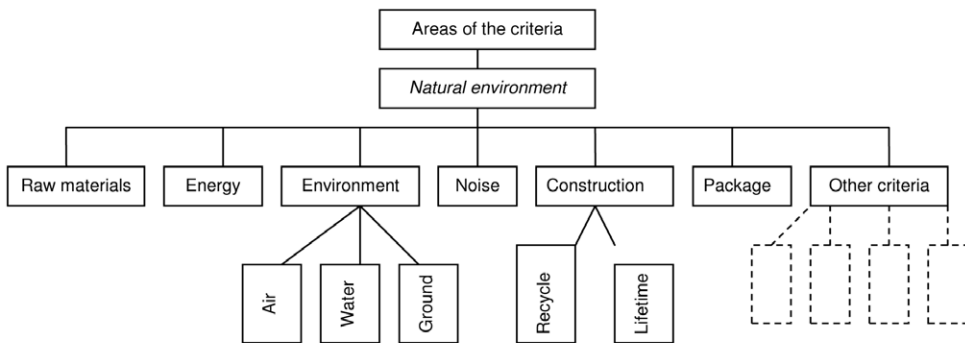 Areas of the criteria
Natural environment
Raw materials
Energy
Environment
Noise
Construction
Package
Other criteria
Air
Water
Ground
Recycle
Lifetime